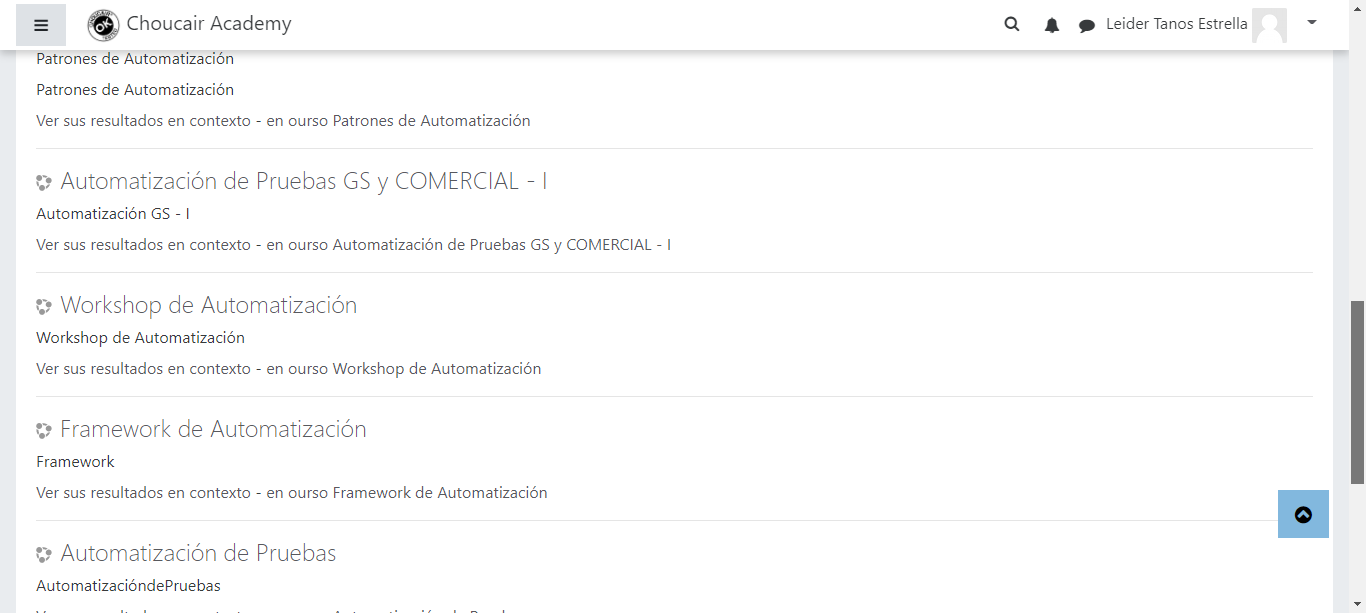 Choucair Academy
Leider Tanos Estrella
Patrones de Automatización
Patrones de Automatización
Ver sus resultados en contexto - en ourso Patrones de Automatización
Automatización de Pruebas GS y COMERCIAL - I
Automatización GS - I
Ver sus resultados en contexto - en ourso Automatización de Pruebas GS y COMERCIAL - I
Workshop de Automatización
Workshop de Automatización
Ver sus resultados en contexto - en ourso Workshop de Automatización
Framework de Automatización
Framework
Ver sus resultados en contexto - en ourso Framework de Automatización
Automatización de Pruebas
AutomatizacióndePruebas